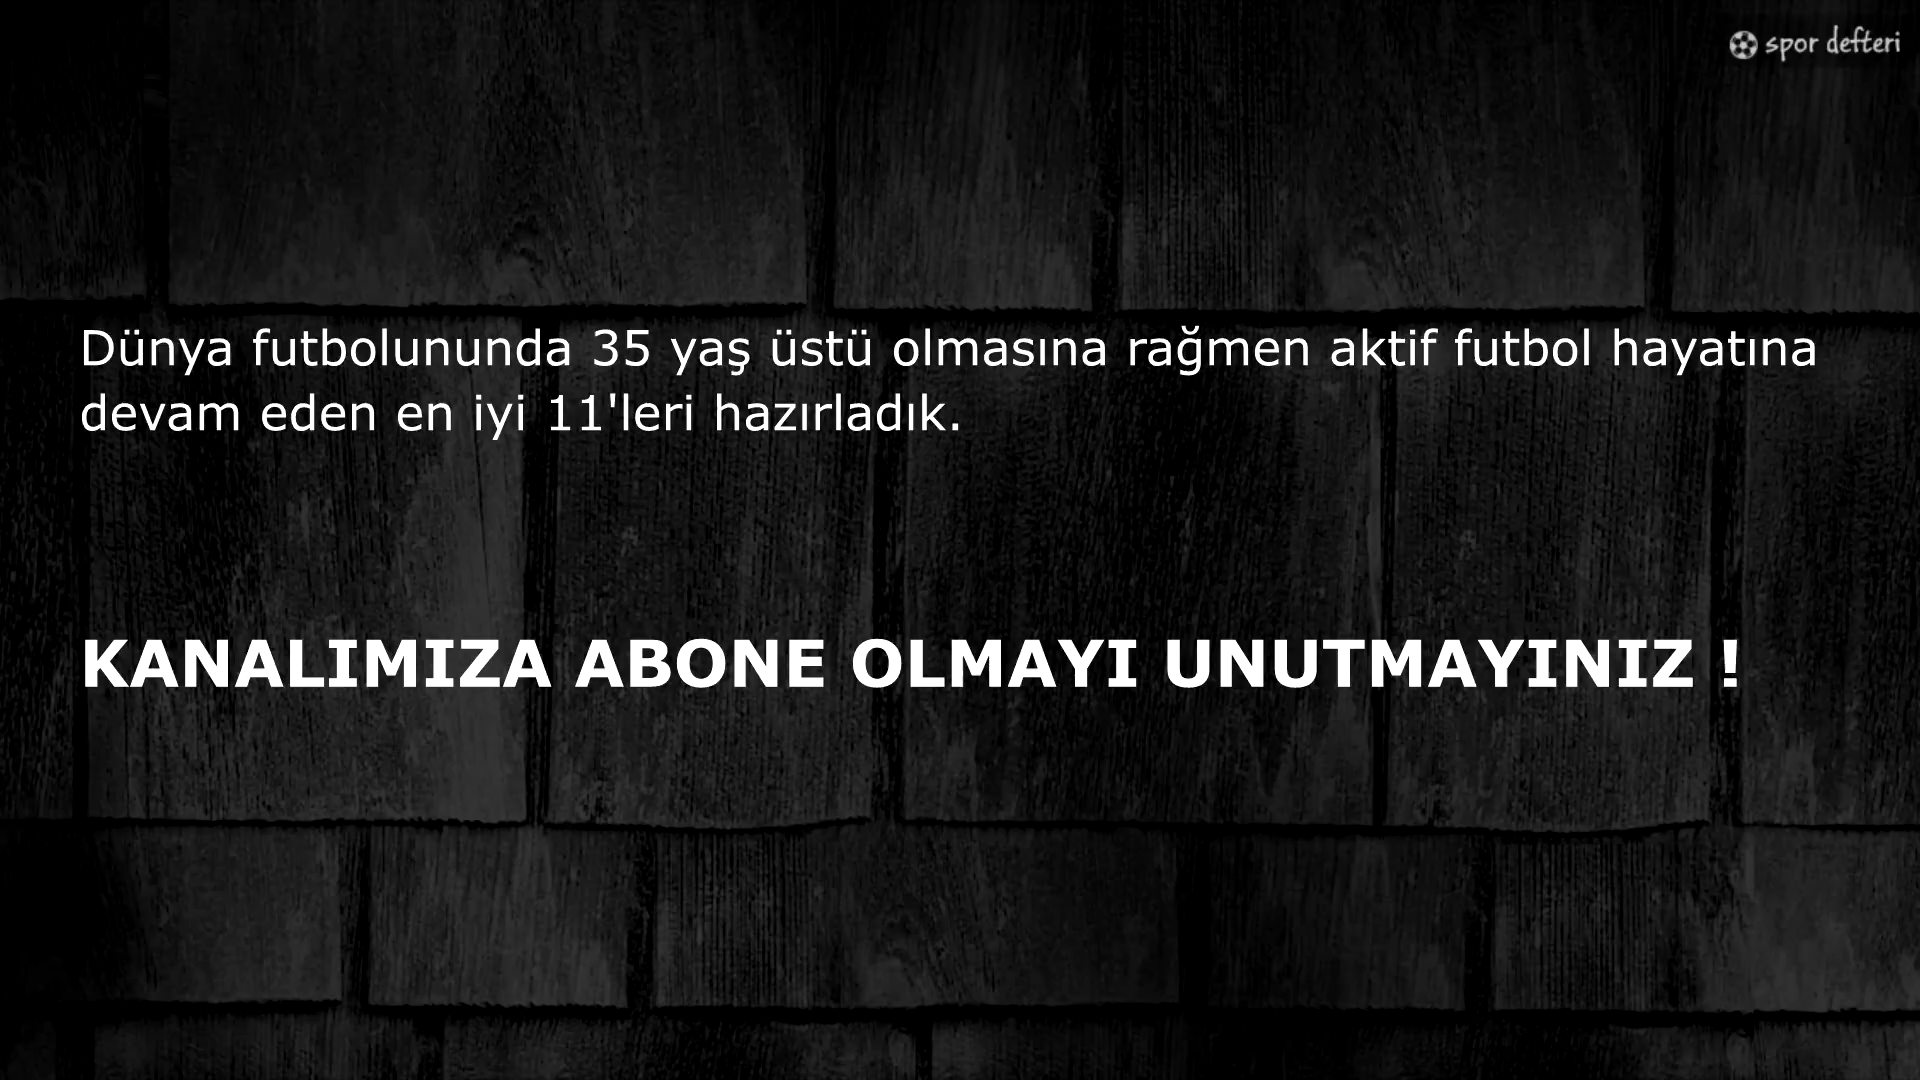 spor defteri
Dünya futbolununda 35 yaş üstü olmasına rağmen aktif futbol hayatına
devam eden en iyi 11'leri hazırladık.
KANALIMIZA ABONE OLMAYI UNUTMAYINIZ !